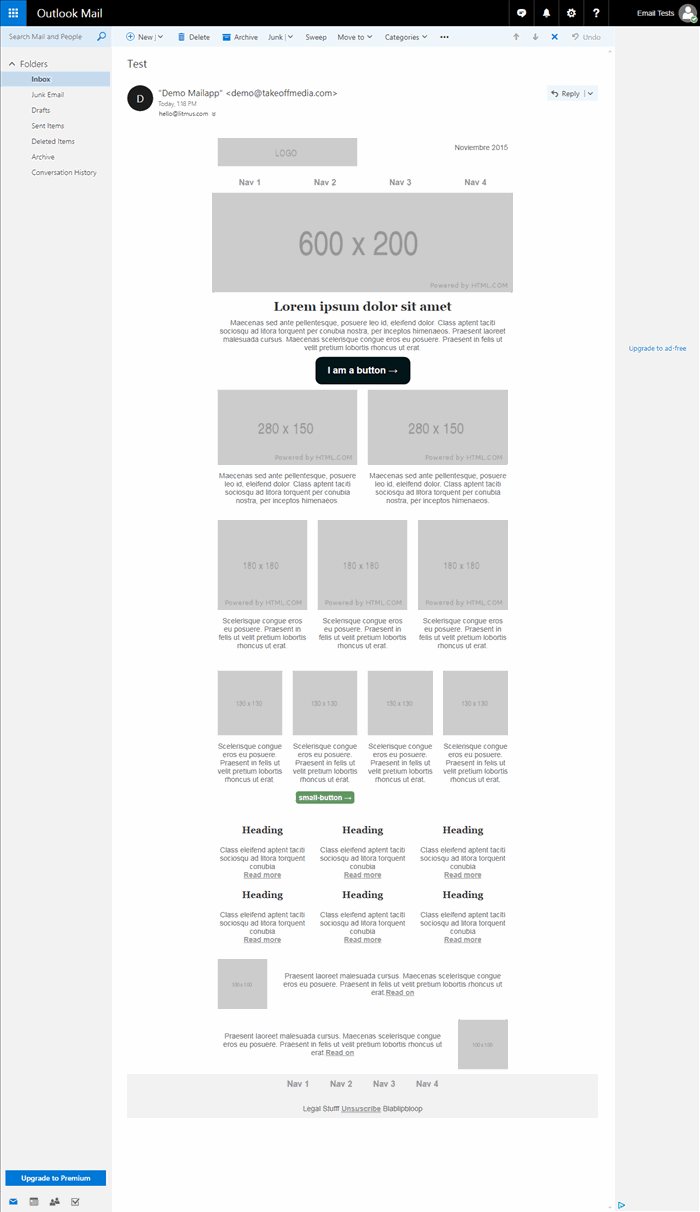 Outlook Mail
Email Tests
Search Mail and People
New
Delete
Archive
Junk
Sweep
Move to
Categories
Undo
Folders
Inbox
Junk Email
Drafts
Sent Items
Deleted Items
Archive
Conversation History
Test
D
"Demo Mailapp" <demo@takeoffmedia.com>
Today, 1:18 PM
hello@litmus.com
Reply
LOGO
Noviembre 2015
Nav 1 Nav 2 Nav 3 Nav 4
600 x 200
Powered by HTML.COM
Lorem ipsum dolor sit amet
Maecenas sed ante pellentesque, posuere leo id, eleifend dolor. Class aptent taciti
sociosqu ad litora torquent per conubia nostra, per inceptos himenaeos. Praesent laoreet
malesuada cursus. Maecenas scelerisque congue eros eu posuere. Praesent in felis ut
velit pretium lobortis rhoncus ut erat.
I am a button →
280 x 150
Powered by HTML.COM
280 x 150
Powered by HTML.COM
Maecenas sed ante pellentesque, posuere
leo id, eleifend dolor. Class aptent taciti
sociosqu ad litora torquent per conubia
nostra, per inceptos himenaeos.
Maecenas sed ante pellentesque, posuere
leo id, eleifend dolor. Class aptent taciti
sociosqu ad litora torquent per conubia
nostra, per inceptos himenaeos.
180 x 180
Powered by HTML.COM
180 x 180
Powered by HTML.COM
180 x 180
Powered by HTML.COM
Scelerisque congue eros
eu posuere. Praesent in
felis ut velit pretium lobortis
rhoncus ut erat.
Scelerisque congue eros
eu posuere. Praesent in
felis ut velit pretium lobortis
rhoncus ut erat.
Scelerisque congue eros
eu posuere. Praesent in
felis ut velit pretium lobortis
rhoncus ut erat.
130 x 130
130 x 130
130 x 130
130 x 130
Scelerisque congue
eros eu posuere.
Praesent in felis ut
velit pretium lobortis
rhoncus ut erat.
Scelerisque congue
eros eu posuere.
Praesent in felis ut
velit pretium lobortis
rhoncus ut erat.
Scelerisque congue
eros eu posuere.
Praesent in felis ut
velit pretium lobortis
rhoncus ut erat.
Scelerisque congue
eros eu posuere.
Praesent in felis ut
velit pretium lobortis
rhoncus ut erat.
small-button →
Heading
Class eleifend aptent taciti
sociosqu ad litora torquent
conubia
Read more
Heading
Class eleifend aptent taciti
sociosqu ad litora torquent
conubia
Read more
Heading
Class eleifend aptent taciti
sociosqu ad litora torquent
conubia
Read more
Heading
Class eleifend aptent taciti
sociosqu ad litora torquent
conubia
Read more
Heading
Class eleifend aptent taciti
sociosqu ad litora torquent
conubia
Read more
Heading
Class eleifend aptent taciti
sociosqu ad litora torquent
conubia
Read more
100 x 100
Praesent laoreet malesuada cursus. Maecenas scelerisque congue
eros eu posuere. Praesent in felis ut velit pretium lobortis rhoncus ut
erat.Read on
Praesent laoreet malesuada cursus. Maecenas scelerisque congue
eros eu posuere. Praesent in felis ut velit pretium lobortis rhoncus ut
erat.Read on
100 x 100
Nav 1 Nav 2 Nav 3 Nav 4
Legal Stufff Unsuscribe Blablipbloop
Upgrade to ad-free
Upgrade to Premium